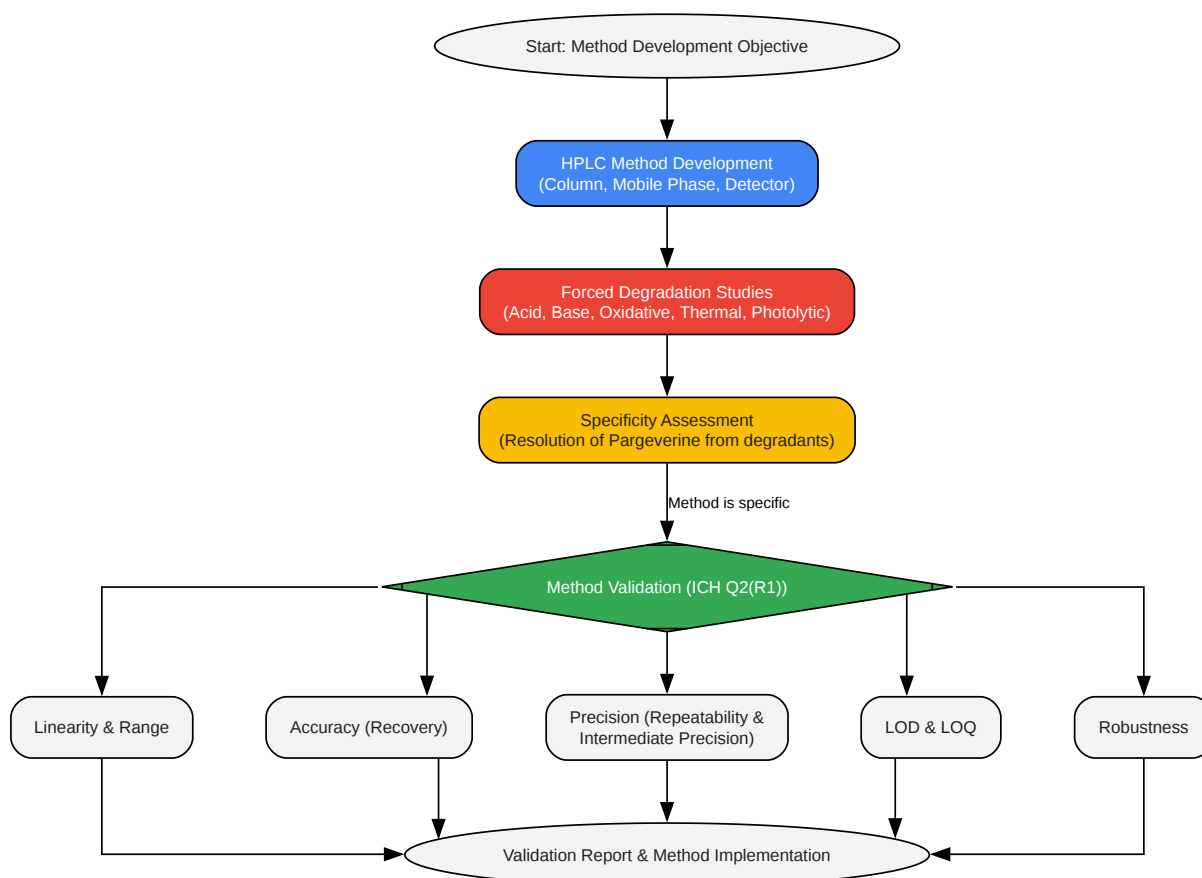 Start: Method Development Objective
HPLC Method Development
(Column, Mobile Phase, Detector)
Forced Degradation Studies
(Acid, Base, Oxidative, Thermal, Photolytic)
Specificity Assessment
(Resolution of Pargeverine from degradants)
Method is specific
Method Validation (ICH Q2(R1))
Linearity & Range
Accuracy (Recovery)
Precision (Repeatability &
Intermediate Precision)
LOD & LOQ
Robustness
Validation Report & Method Implementation